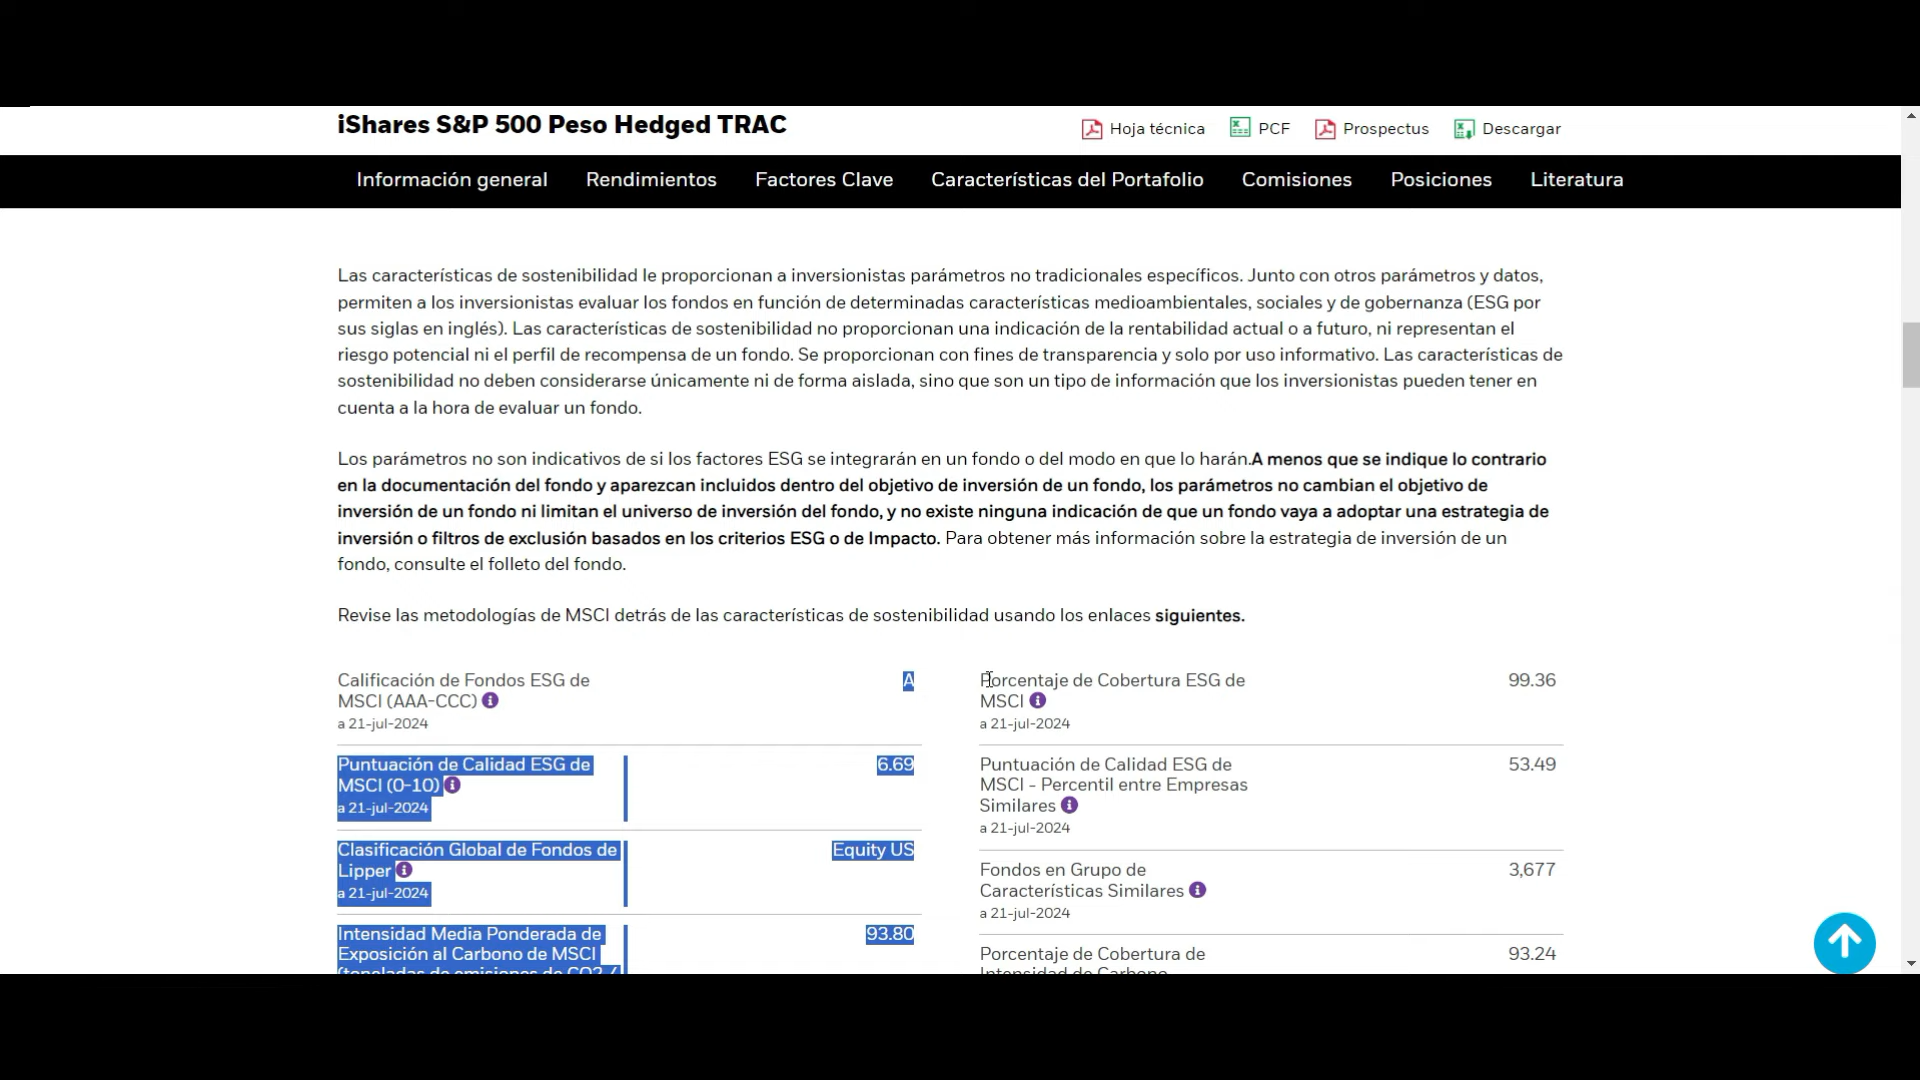 iShares S&P 500 Peso Hedged TRAC
Hoja técnica
PCF
Prospectus
Descargar
Información general
Rendimientos
Factores Clave
Características del Portafolio
Comisiones
Posiciones
Literatura
Las características de sostenibilidad le proporcionan a inversionistas parámetros no tradicionales específicos. Junto con otros parámetros y datos,
permiten a los inversionistas evaluar los fondos en función de determinadas características medioambientales, sociales y de gobernanza (ESG por
sus siglas en inglés). Las características de sostenibilidad no proporcionan una indicación de la rentabilidad actual o a futuro, ni representan el
riesgo potencial ni el perfil de recompensa de un fondo. Se proporcionan con fines de transparencia y solo por uso informativo. Las características de
sostenibilidad no deben considerarse únicamente ni de forma aislada, sino que son un tipo de información que los inversionistas pueden tener en
cuenta a la hora de evaluar un fondo.
Los parámetros no son indicativos de si los factores ESG se integrarán en un fondo o del modo en que lo harán.A menos que se indique lo contrario
en la documentación del fondo y aparezcan incluidos dentro del objetivo de inversión de un fondo, los parámetros no cambian el objetivo de
inversión de un fondo ni limitan el universo de inversión del fondo, y no existe ninguna indicación de que un fondo vaya a adoptar una estrategia de
inversión o filtros de exclusión basados en los criterios ESG o de Impacto. Para obtener más información sobre la estrategia de inversión de un
fondo, consulte el folleto del fondo.
Revise las metodologías de MSCI detrás de las características de sostenibilidad usando los enlaces siguientes.
Calificación de Fondos ESG de
MSCI (AAA-CCC)
a 21-jul-2024
A
Puntuación de Calidad ESG de
MSCI (0-10)
a 21-jul-2024
6.69
Clasificación Global de Fondos de
Lipper
a 21-jul-2024
Equity US
Intensidad Media Ponderada de
Exposición al Carbono de MSCI
(toneladas de emisiones de CO2 /
93.80
Porcentaje de Cobertura ESG de
MSCI
a 21-jul-2024
99.36
Puntuación de Calidad ESG de
MSCI - Percentil entre Empresas
Similares
a 21-jul-2024
53.49
Fondos en Grupo de
Características Similares
a 21-jul-2024
3,677
Porcentaje de Cobertura de
Intensidad de Carbono
93.24